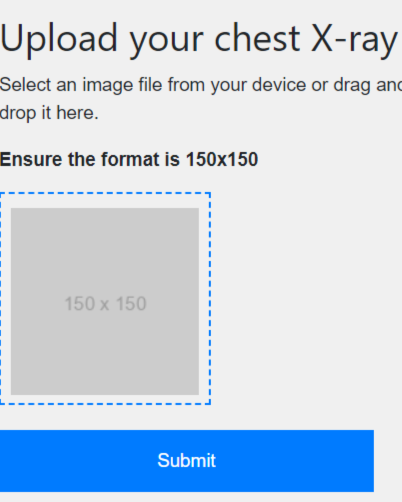 Upload your chest X-ray
Select an image file from your device or drag and
drop it here.
Ensure the format is 150x150
150 x 150
Submit